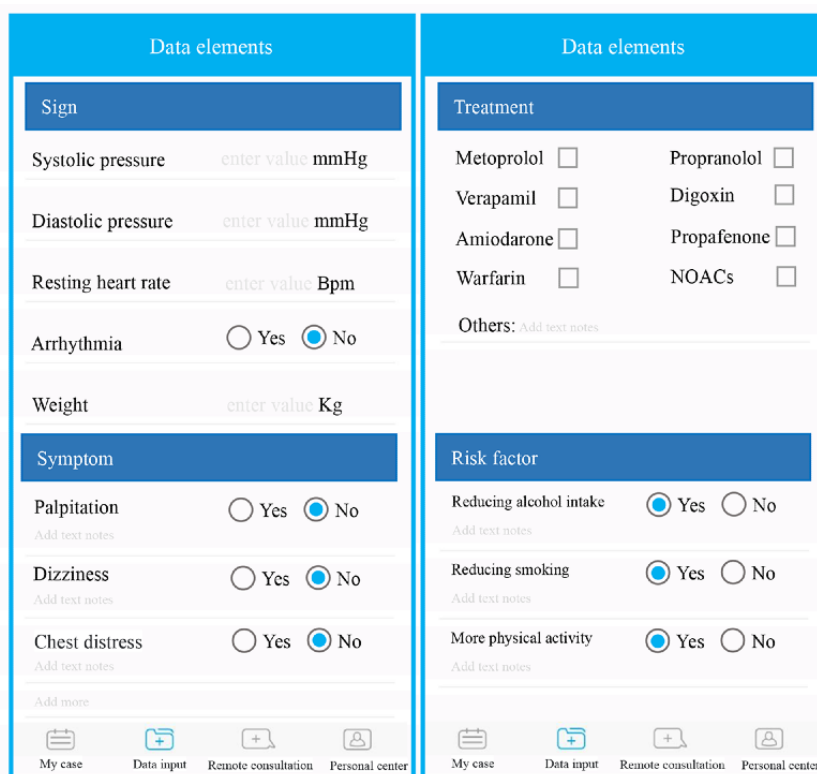 Data elements
Sign
Systolic pressure enter value mmHg
Diastolic pressure enter value mmHg
Resting heart rate enter value Bpm
Arrhythmia Yes No
Weight enter value Kg
Symptom
Palpitation Yes No
Add text notes
Dizziness Yes No
Add text notes
Chest distress Yes No
Add text notes
Add more
My case Data input Remote consultation Personal center
Data elements
Treatment
Metoprolol Propranolol
Verapamil Digoxin
Amiodarone Propafenone
Warfarin NOACs
Others: Add text notes
Risk factor
Reducing alcohol intake Yes No
Add text notes
Reducing smoking Yes No
Add text notes
More physical activity Yes No
Add text notes
My case Data input Remote consultation Personal center